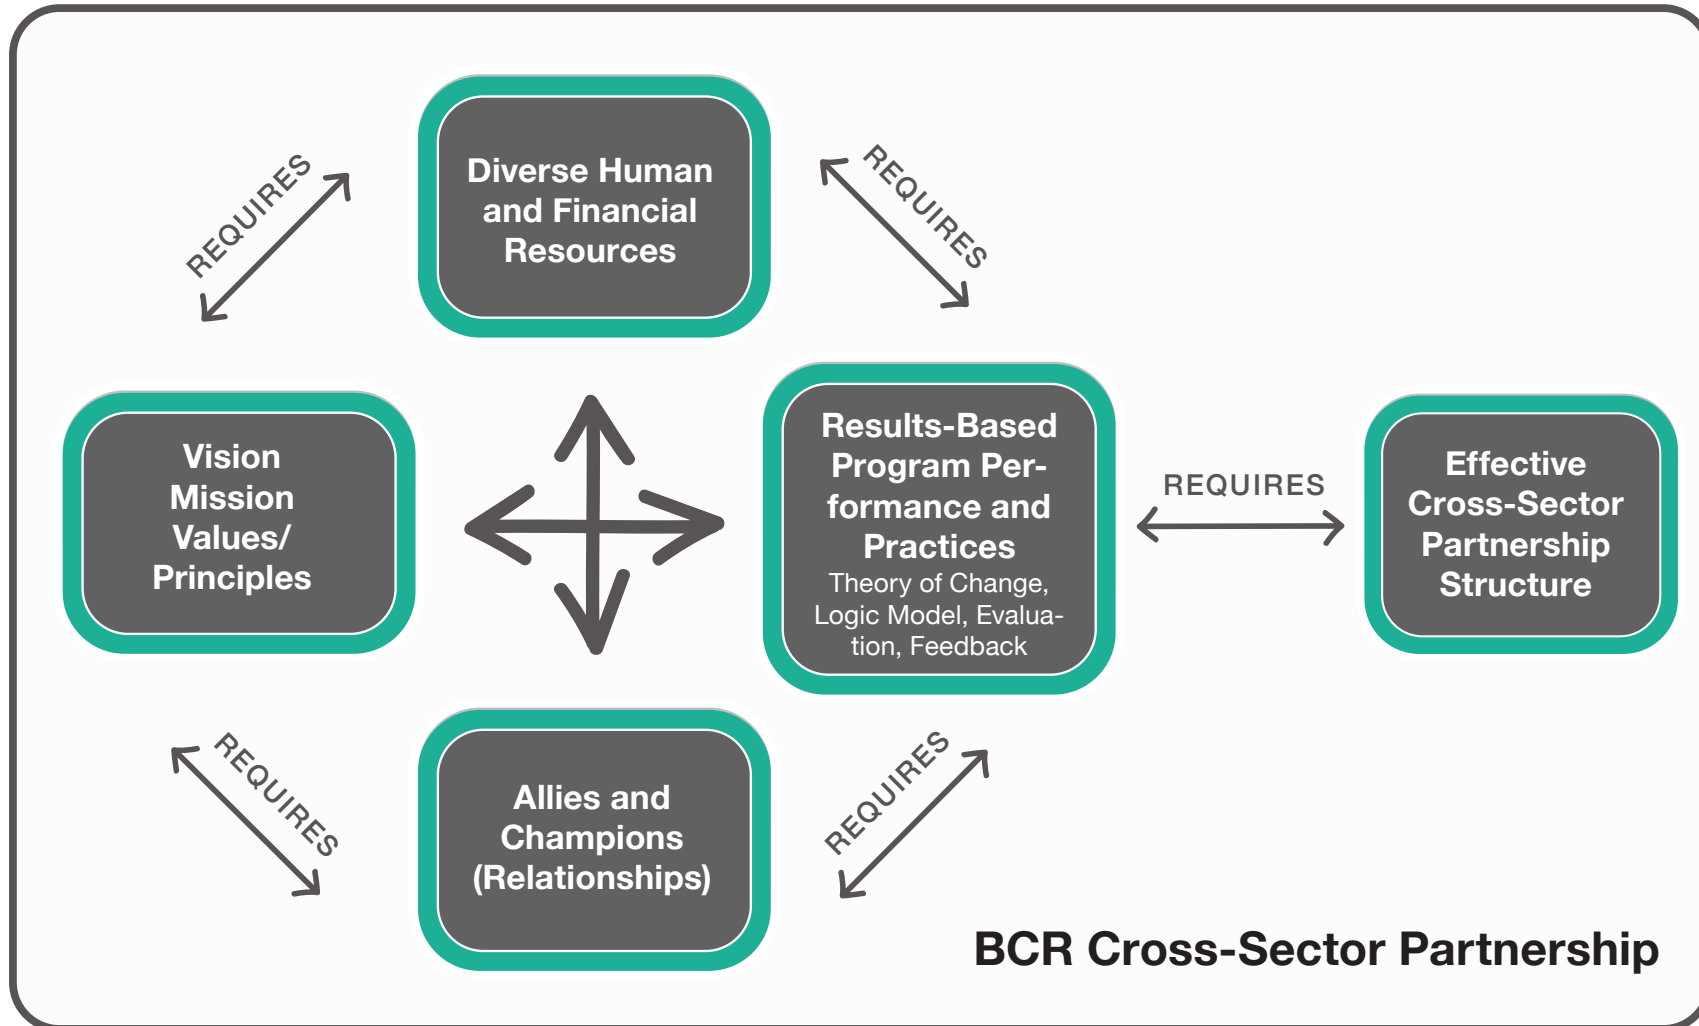 Diverse Human
and Financial
Resources
REQUIRES
REQUIRES
Vision
Mission
Values/
Principles
Results-Based
Program Per-
formance and
Practices
Theory of Change,
Logic Model, Evalua-
tion, Feedback
REQUIRES
Effective
Cross-Sector
Partnership
Structure
REQUIRES
Allies and
Champions
(Relationships)
REQUIRES
BCR Cross-Sector Partnership